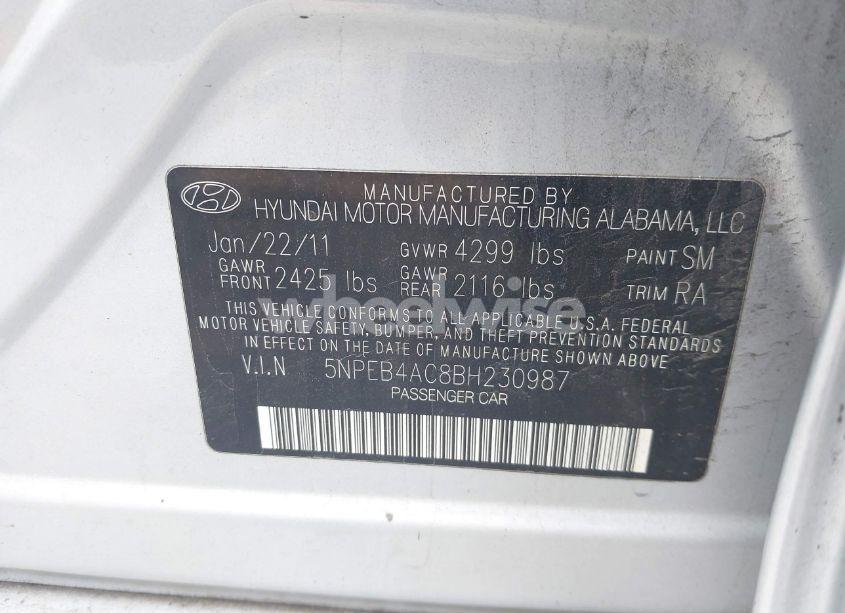 MANUFACTURED BY
HYUNDAI MOTOR MANUFACTURING ALABAMA, LLC
Jan/22/11 GVWR 4299 lbs PAINT SM
GAWR FRONT 2425 lbs GAWR REAR 2116 lbs TRIM RA
THIS VEHICLE CONFORMS TO ALL APPLICABLE U.S.A. FEDERAL
MOTOR VEHICLE SAFETY, BUMPER, AND THEFT PREVENTION STANDARDS
IN EFFECT ON THE DATE OF MANUFACTURE SHOWN ABOVE
V.I.N 5NPEB4AC8BH230987
PASSENGER CAR
wheelwise